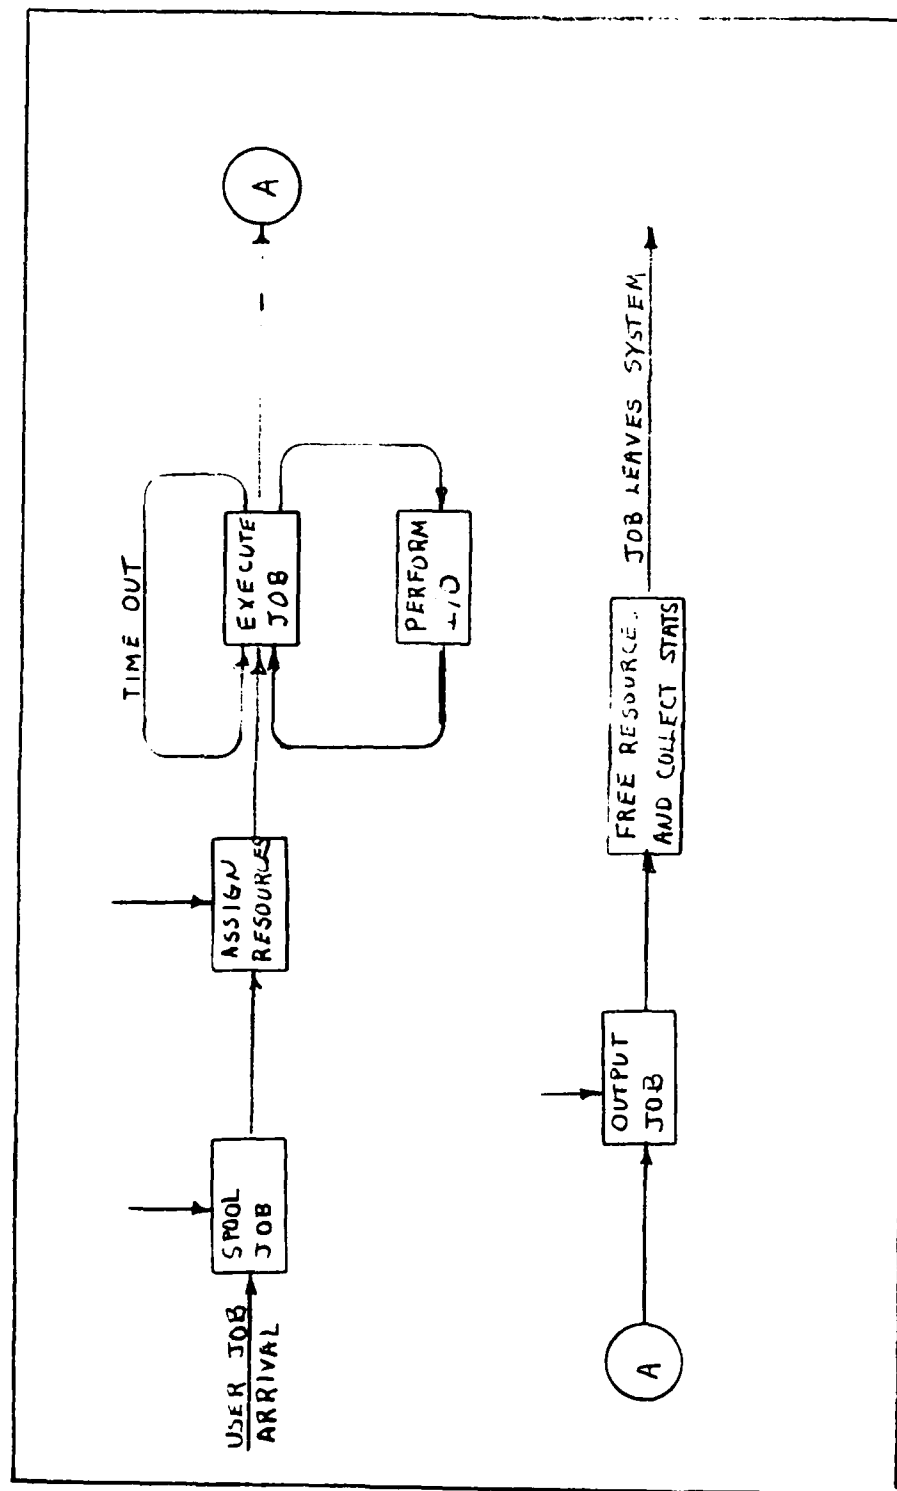 USER JOB
ARRIVAL
SPOOL
JOB
ASSIGN
RESOURCES
TIME OUT
EXECUTE
JOB
PERFORM
I/O
A
A
OUTPUT
JOB
FREE RESOURCE
AND COLLECT STATS
JOB LEAVES SYSTEM